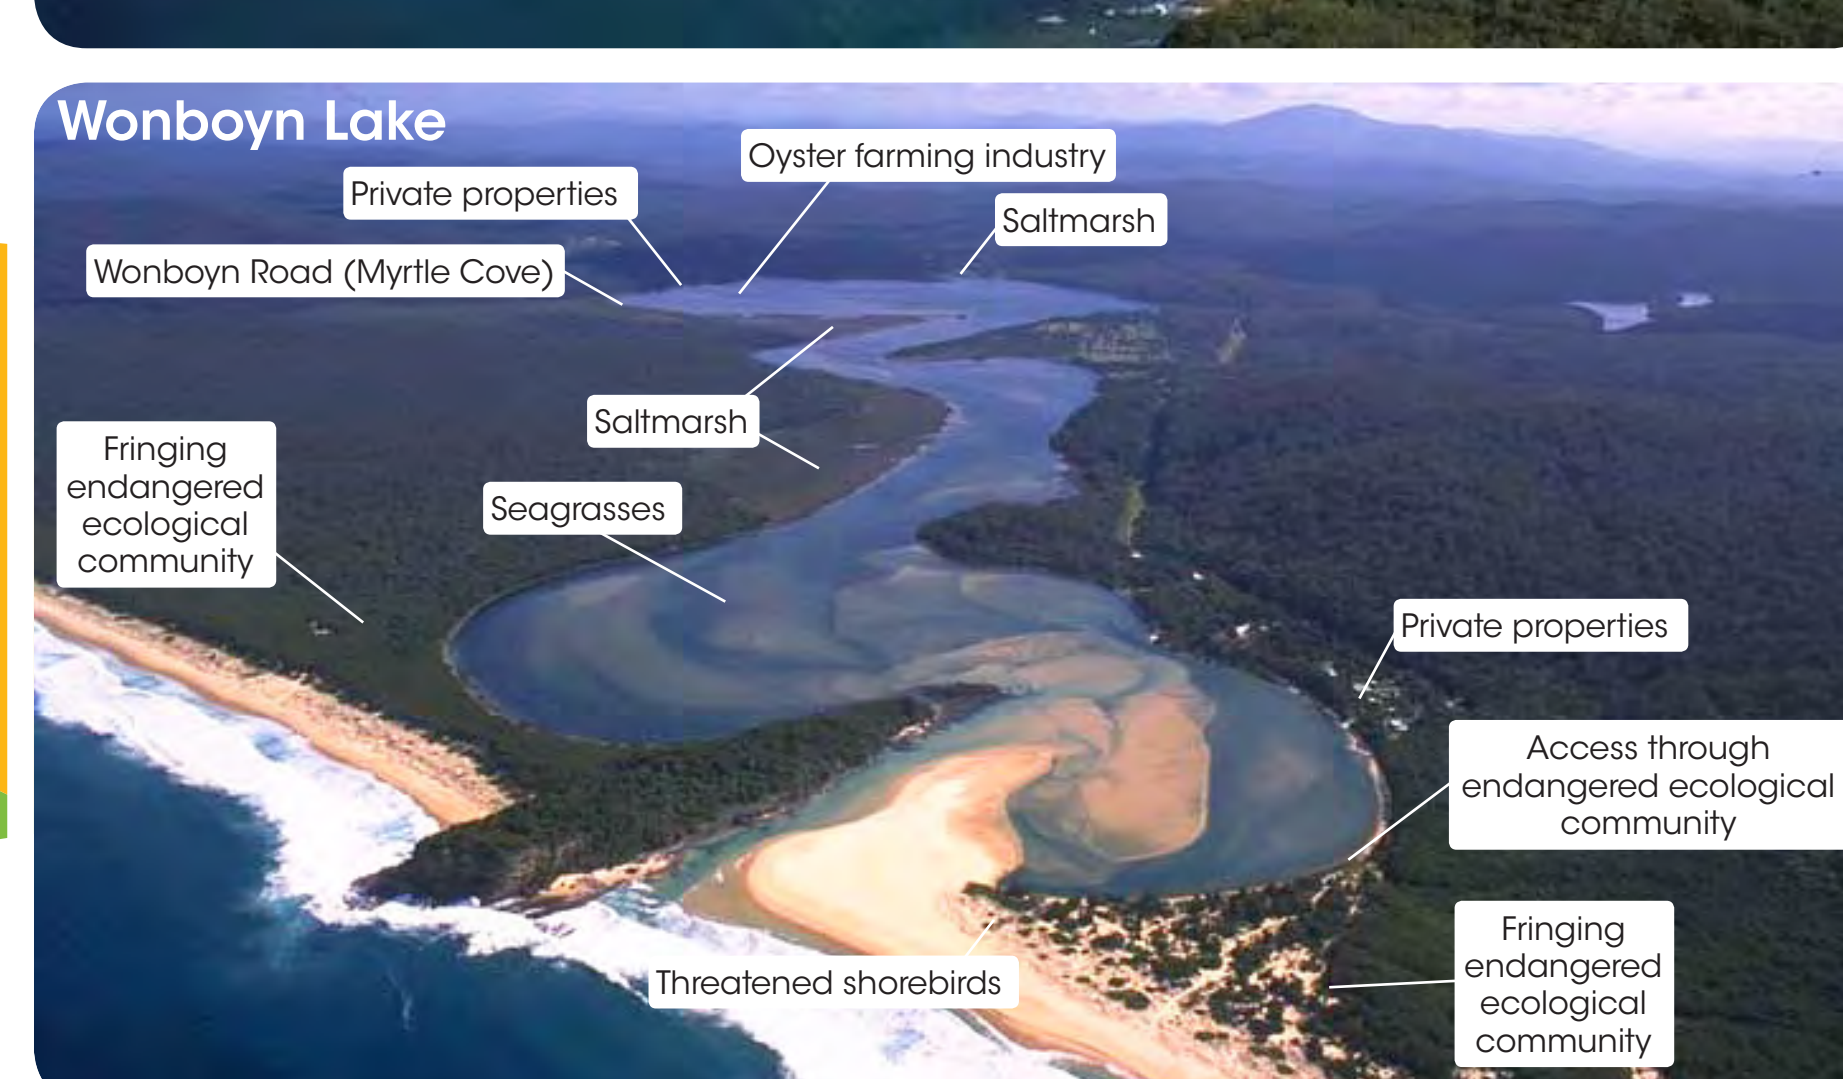 Wonboyn Lake
Oyster farming industry
Private properties
Saltmarsh
Wonboyn Road (Myrtle Cove)
Saltmarsh
Fringing
endangered
ecological
community
Seagrasses
Private properties
Access through
endangered ecological
community
Fringing
endangered
ecological
community
Threatened shorebirds